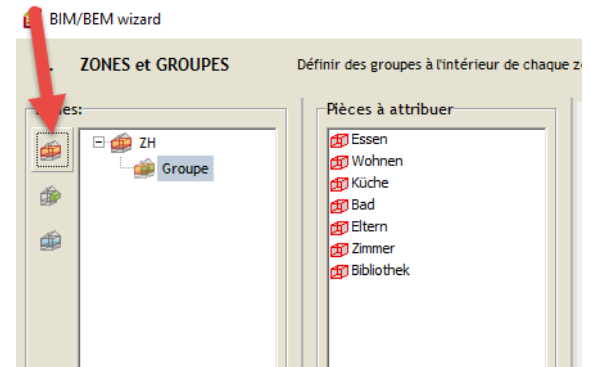 BIM/BEM wizard
ZONES et GROUPES
Définir des groupes à l'intérieur de chaque
Pièces à attribuer
ZH
Groupe
Essen
Wohnen
Küche
Bad
Eltern
Zimmer
Bibliothek